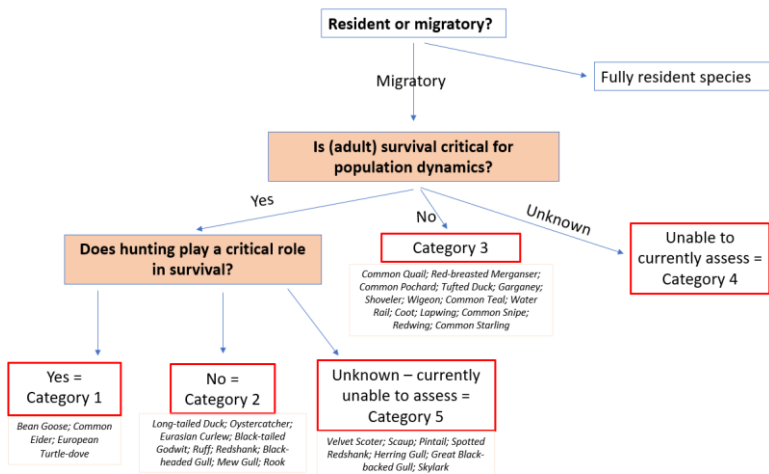 Resident or migratory?
Fully resident species
Migratory
Is (adult) survival critical for
population dynamics?
Yes
No
Unknown
Does hunting play a critical role
in survival?
Category 3
Common Quail; Red-breasted Merganser;
Common Pochard; Tufted Duck; Garganey;
Shoveler; Wigeon; Common Teal; Water
Rail; Coot; Lapwing; Common Snipe;
Redwing; Common Starling
Unable to
currently assess =
Category 4
Yes =
Category 1
Bean Goose; Common
Eider; European
Turtle-dove
No =
Category 2
Long-tailed Duck; Oystercatcher;
Eurasian Curlew; Black-tailed
Godwit; Ruff; Redshank; Black-
headed Gull; Mew Gull; Rook
Unknown – currently
unable to assess =
Category 5
Velvet Scoter; Scaup; Pintail; Spotted
Redshank; Herring Gull; Great Black-
backed Gull; Skylark